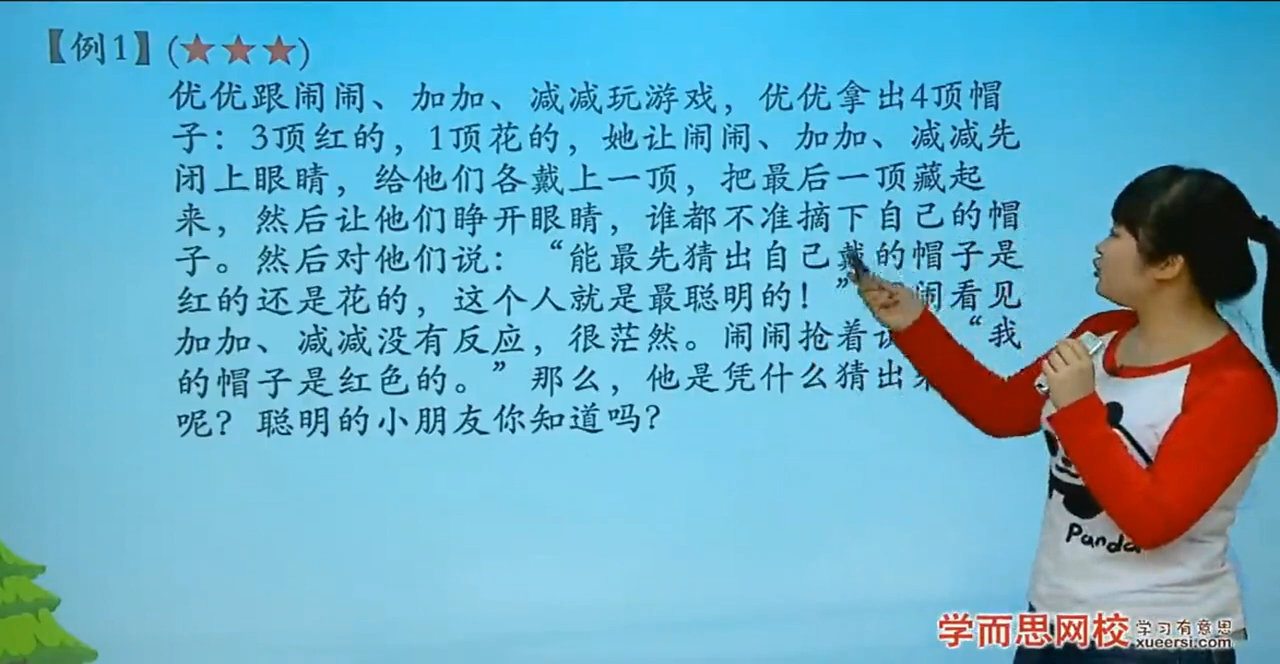 【例1】(★★★)
优优跟闹闹、加加、减减玩游戏，优优拿出4顶帽
子：3顶红的，1顶花的，她让闹闹、加加、减减先
闭上眼睛，给他们各戴上一顶，把最后一顶藏起
来，然后让他们睁开眼睛，谁都不准摘下自己的帽
子。然后对他们说：“能最先猜出自己戴的帽子是
红的还是花的，这个人就是最聪明的！”闹看见
加加、减减没有反应，很茫然。闹闹抢着“我
的帽子是红色的。”那么，他是凭什么猜出
呢？聪明的小朋友你知道吗？
Panda
学而思网校 学习有意思
xueersi.com